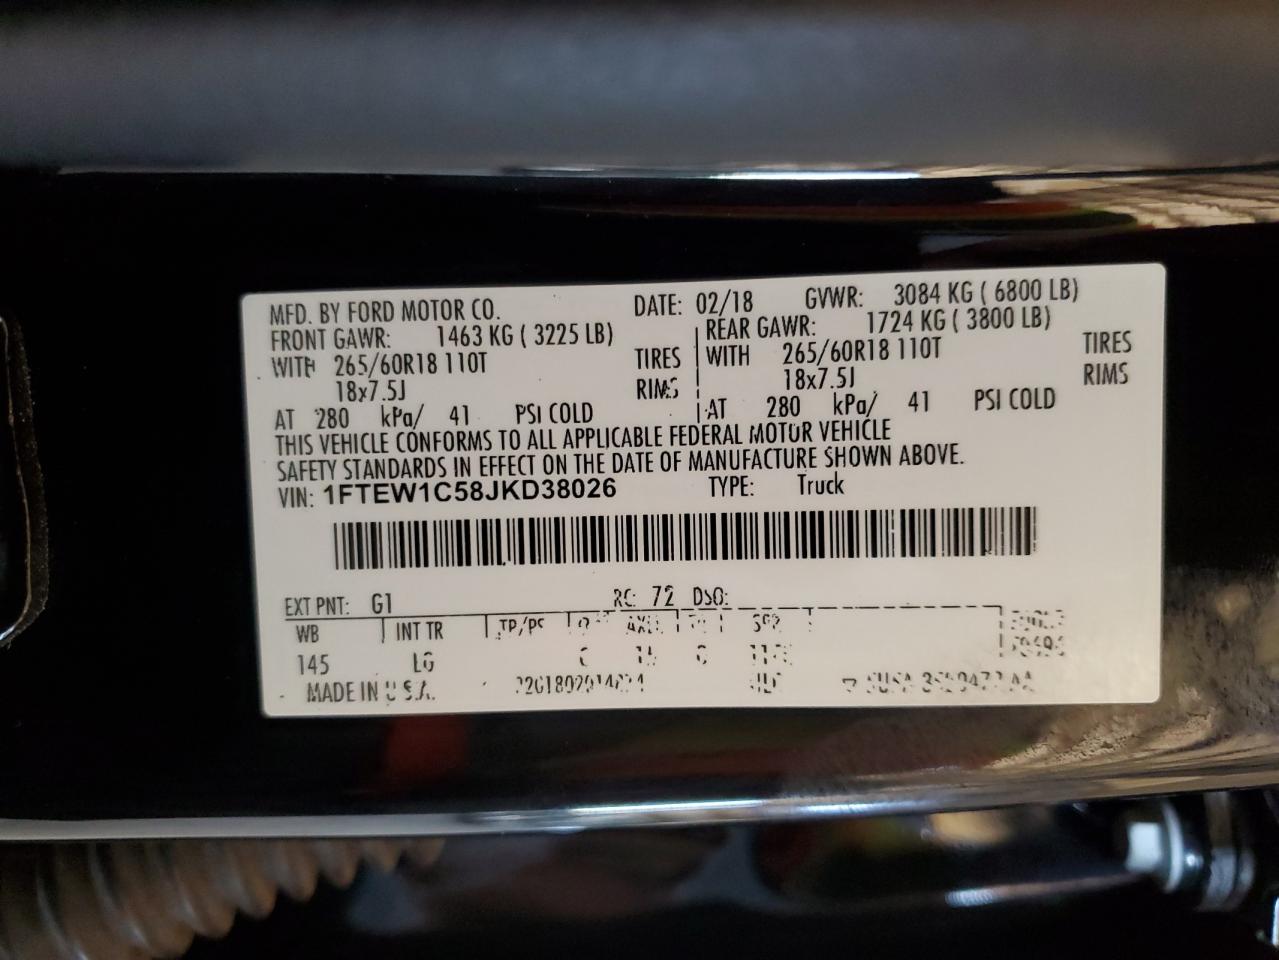 MFD. BY FORD MOTOR CO. DATE: 02/18 GVWR: 3084 KG ( 6800 LB)
FRONT GAWR: 1463 KG ( 3225 LB) REAR GAWR: 1724 KG ( 3800 LB)
WITH 265/60R18 110T TIRES WITH 265/60R18 110T TIRES
18x7.5J RIMS 18x7.5J RIMS
AT 280 kPa/ 41 PSI COLD AT 280 kPa/ 41 PSI COLD
THIS VEHICLE CONFORMS TO ALL APPLICABLE FEDERAL MOTOR VEHICLE
SAFETY STANDARDS IN EFFECT ON THE DATE OF MANUFACTURE SHOWN ABOVE.
VIN: 1FTEW1C58JKD38026 TYPE: Truck
EXT PNT: G1 RC: 72 DSO:
WB INT TR TP/PS
145 LG
MADE IN U.S.A.